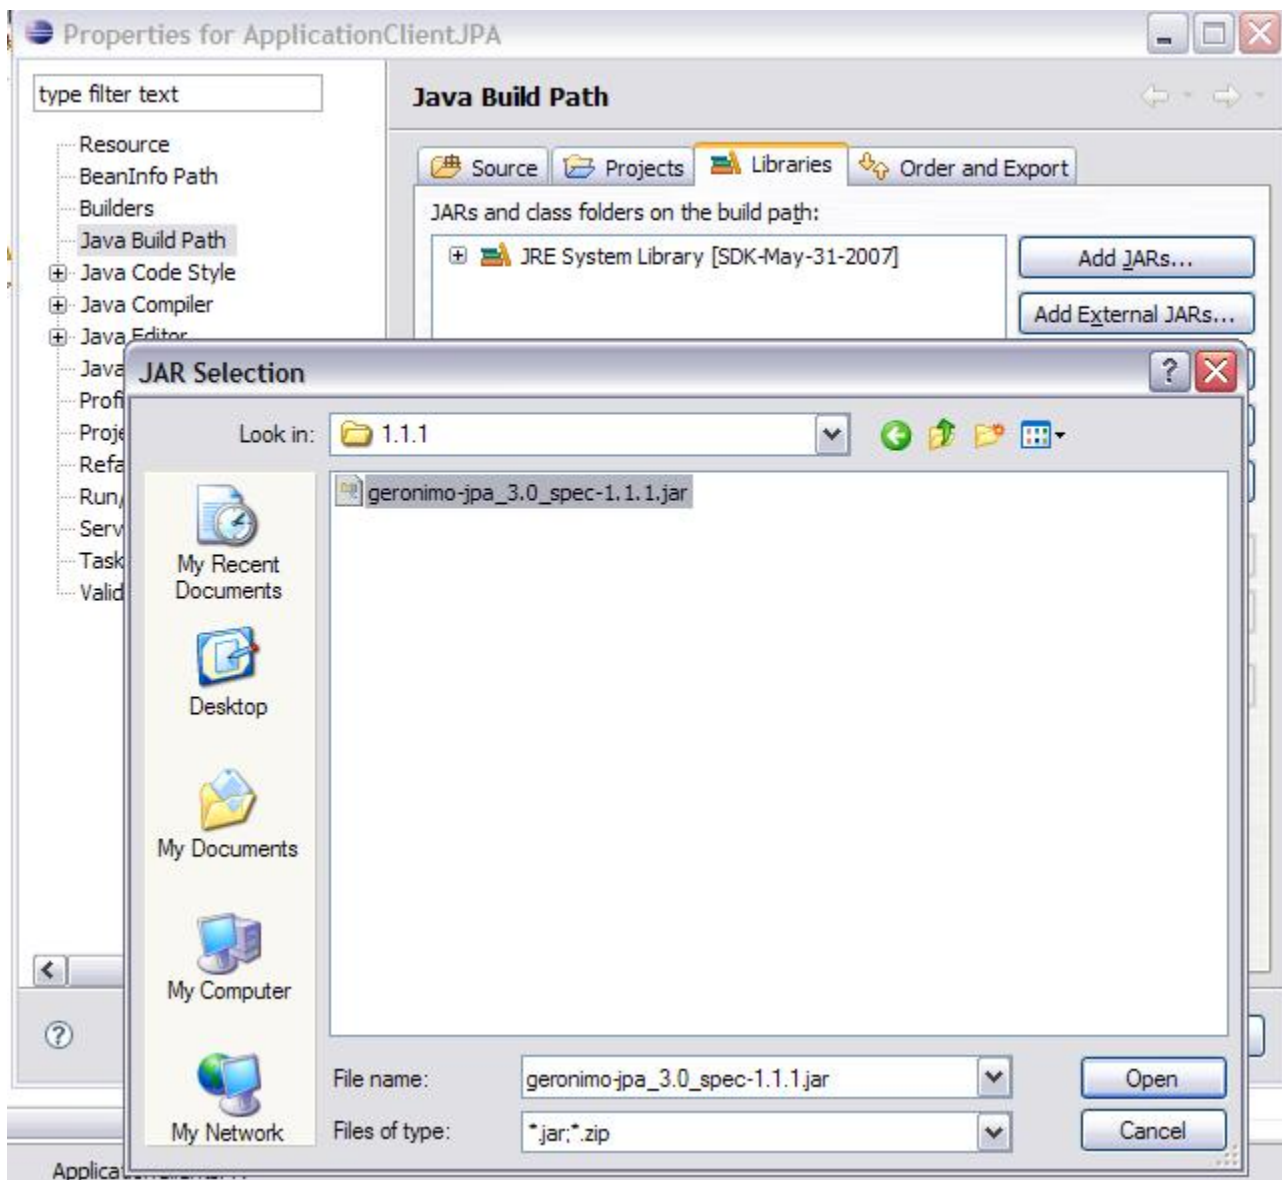 Properties for ApplicationClientJPA
type filter text
Java Build Path
Resource
BeanInfo Path
Builders
Java Build Path
Java Code Style
Java Compiler
Java Editor
Java
Source
Projects
Libraries
Order and Export
JARs and class folders on the build path:
JRE System Library [SDK-May-31-2007]
Add JARs...
Add External JARs...
JAR Selection
Look in:
1.1.1
geronimo-jpa_3.0_spec-1.1.1.jar
My Recent
Documents
Desktop
My Documents
My Computer
My Network
File name:
geronimo-jpa_3.0_spec-1.1.1.jar
Open
Files of type:
*.jar;*.zip
Cancel